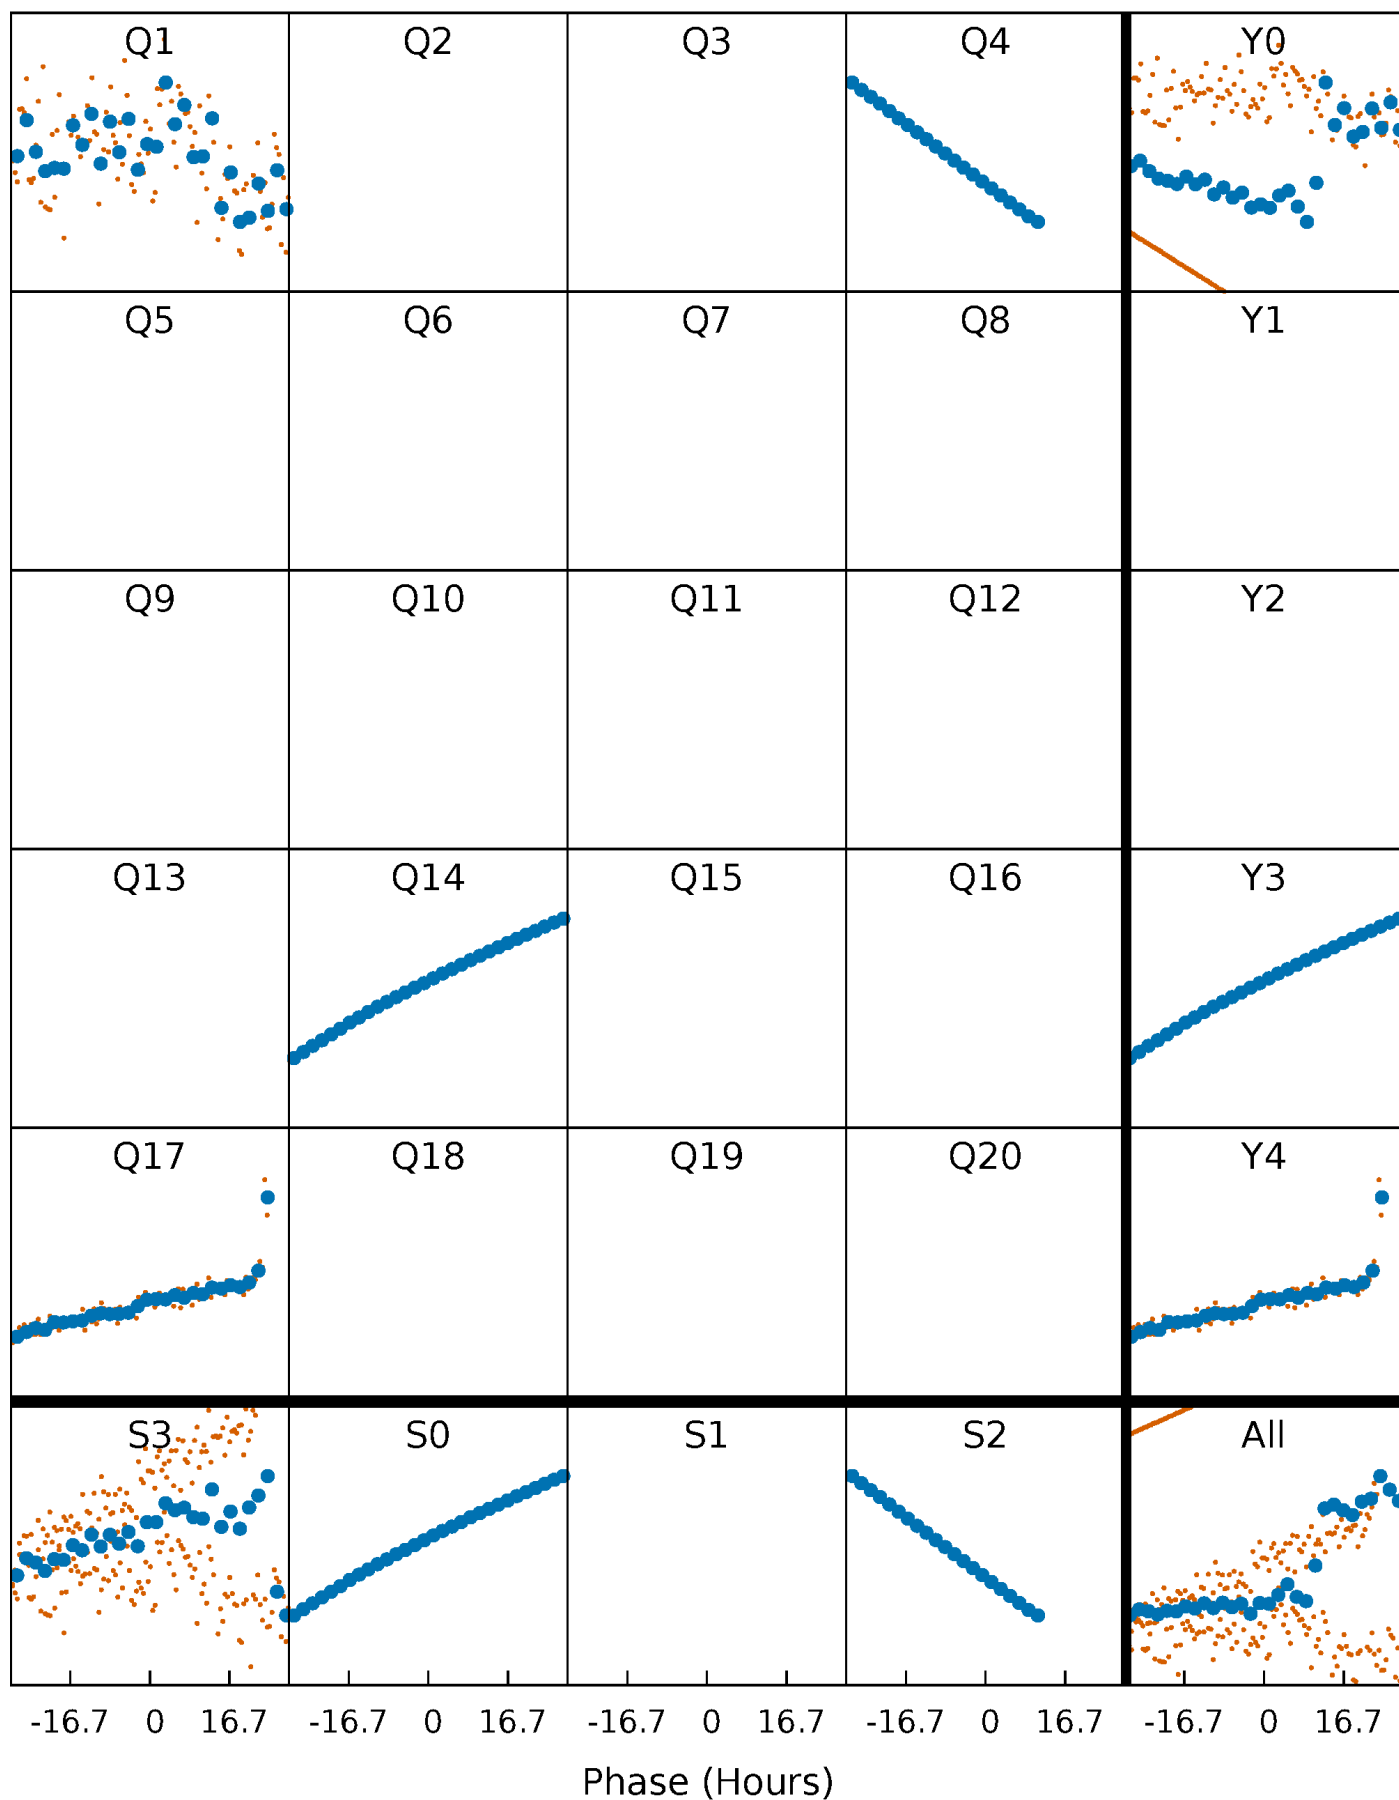 Q1 Q2 Q3 Q4 Y0
Q5 Q6 Q7 Q8 Y1
Q9 Q10 Q11 Q12 Y2
Q13 Q14 Q15 Q16 Y3
Q17 Q18 Q19 Q20 Y4
S3 S0 S1 S2 All
-16.7 0 16.7 -16.7 0 16.7 -16.7 0 16.7 -16.7 0 16.7 -16.7 0 16.7
Phase (Hours)